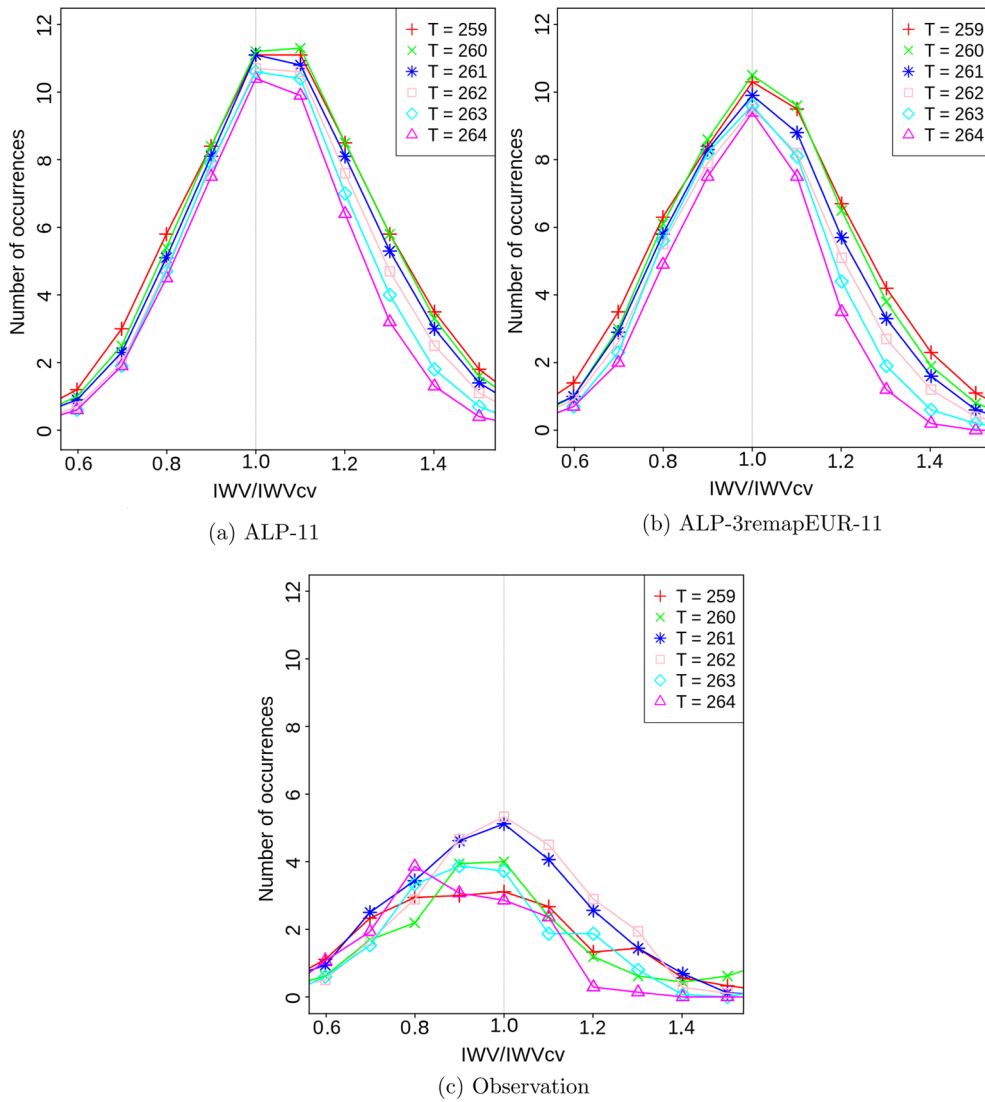 Number of occurrences
0 2 4 6 8 10 12
T = 259
T = 260
T = 261
T = 262
T = 263
T = 264
0.6 0.8 1.0 1.2 1.4
IWV/IWVcv
(a) ALP-11
Number of occurrences
0 2 4 6 8 10 12
T = 259
T = 260
T = 261
T = 262
T = 263
T = 264
0.6 0.8 1.0 1.2 1.4
IWV/IWVcv
(b) ALP-3remapEUR-11
Number of occurrences
0 2 4 6 8 10 12
T = 259
T = 260
T = 261
T = 262
T = 263
T = 264
0.6 0.8 1.0 1.2 1.4
IWV/IWVcv
(c) Observation